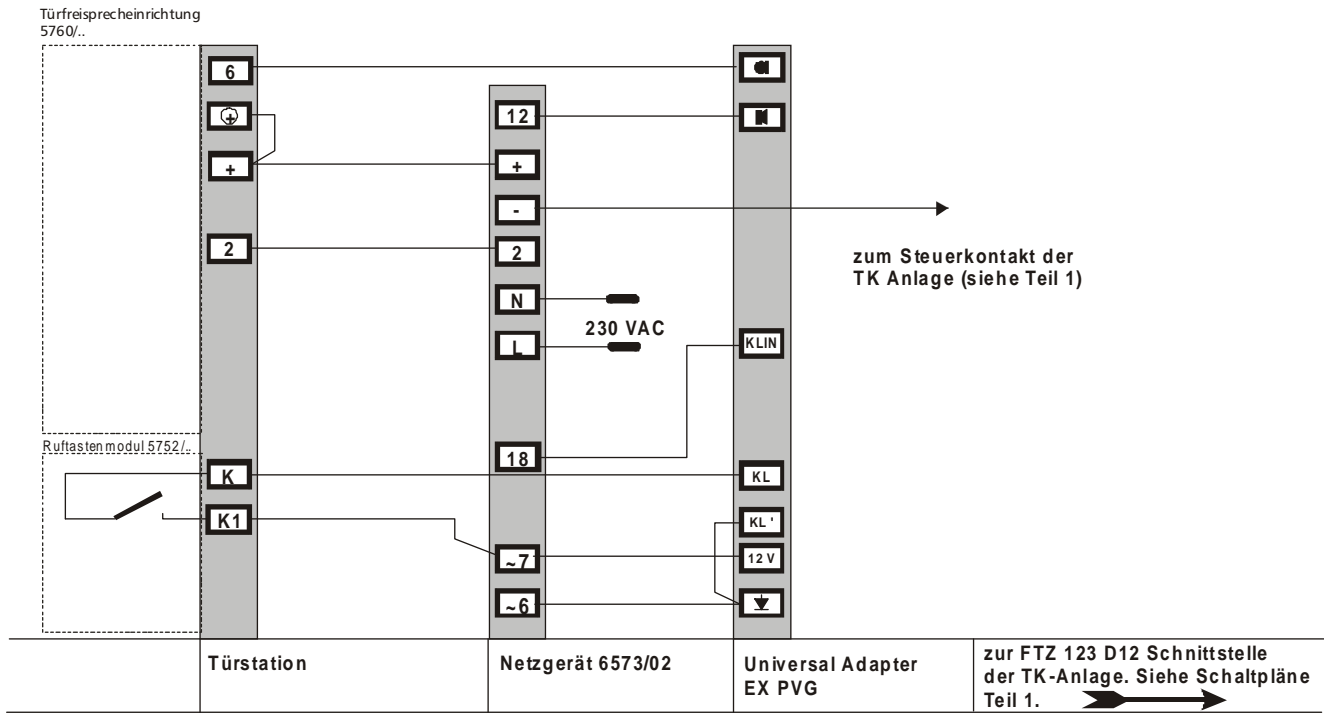 Türfreisprecheinrichtung
5760/..
6
+
2
12
+
-
2
N
L
230 VAC
18
zum Steuerkontakt der
TK Anlage (siehe Teil 1)
KLIN
Ruftastenmodul 5752/..
K
K1
~7
~6
KL
KL '
12 V
Türstation
Netzgerät 6573/02
Universal Adapter
EX PVG
zur FTZ 123 D12 Schnittstelle
der TK-Anlage. Siehe Schaltpläne
Teil 1.